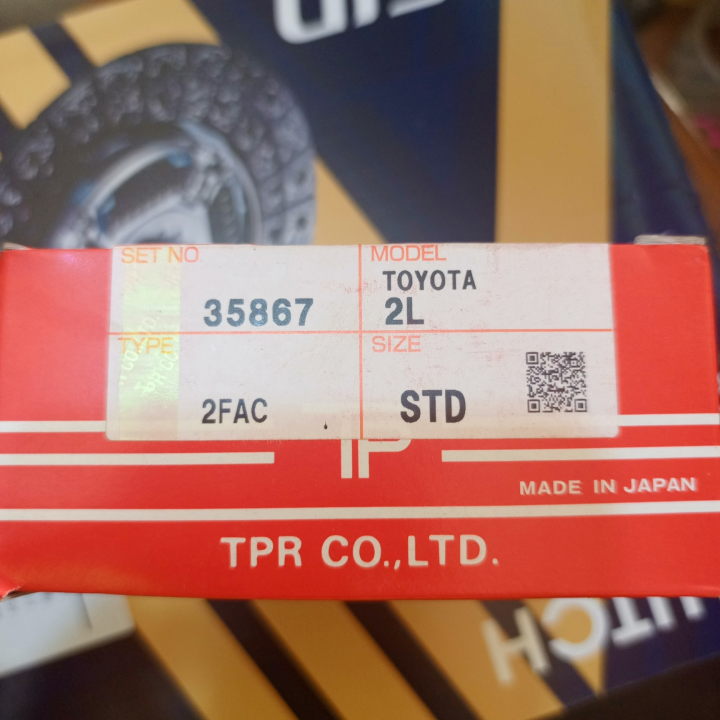 SET NO
MODEL
TOYOTA
35867
2L
TYPE
SIZE
2FAC
STD
TP
MADE IN JAPAN
TPR CO.,LTD.